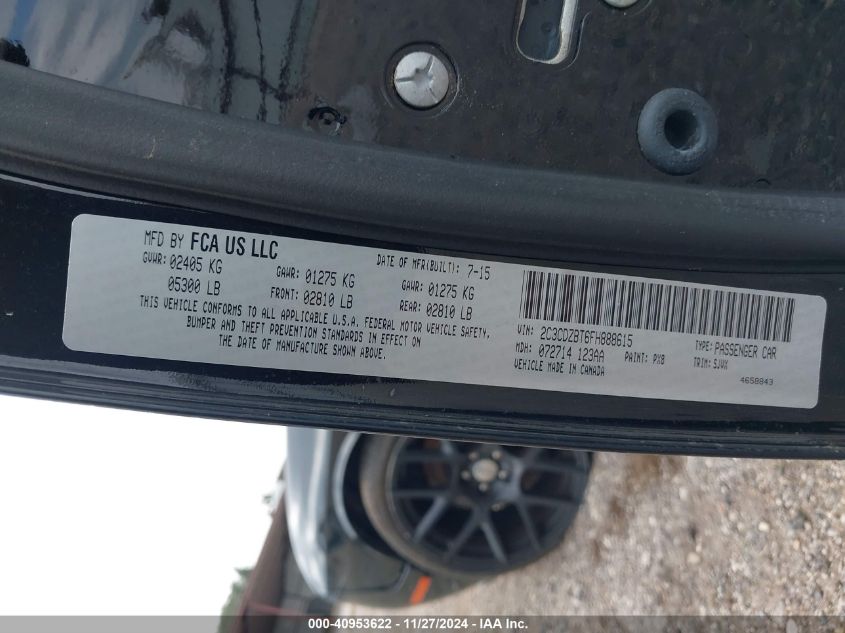 MFD BY FCA US LLC
DATE OF MFR(BUILT): 7-15
GVWR: 02405 KG
GAWR: 01275 KG
GAWR: 01275 KG
05300 LB
FRONT: 02810 LB
REAR: 02810 LB
THIS VEHICLE CONFORMS TO ALL APPLICABLE U.S.A. FEDERAL MOTOR VEHICLE SAFETY,
BUMPER AND THEFT PREVENTION STANDARDS IN EFFECT ON
THE DATE OF MANUFACTURE SHOWN ABOVE.
VIN: 2C3CDZBT6FH888615
TYPE: PASSENGER CAR
MDH: 072714 123AA
PAINT: PX8
TRIM: SJVX
VEHICLE MADE IN CANADA
4658843
000-40953622 - 11/27/2024 - IAA Inc.